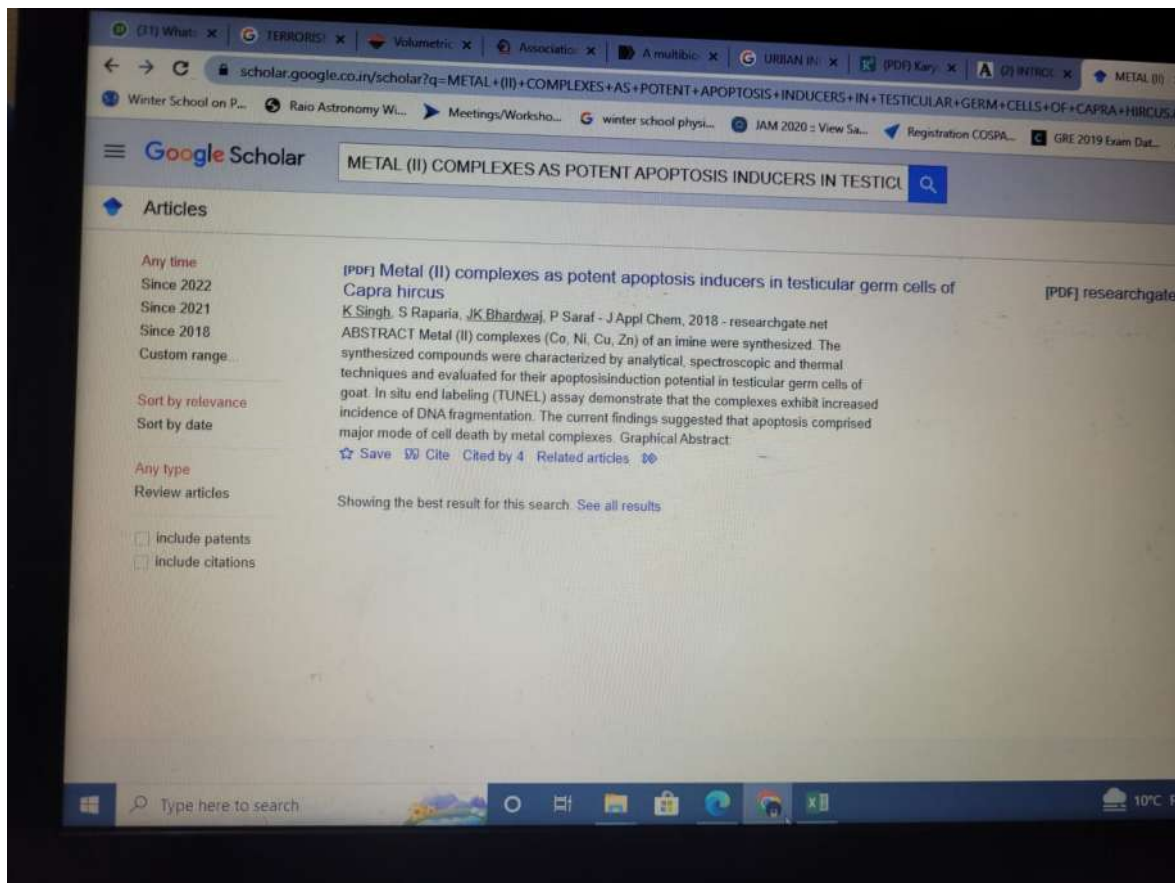 (31) What:
TERRORIS!
Volumetric
Associatio
A multibio
URBAN IN
(PDF) Kary
(2) INTROD
METAL (II)
scholar.google.co.in/scholar?q=METAL+(II)+COMPLEXES+AS+POTENT+APOPTOSIS+INDUCERS+IN+TESTICULAR+GERM+CELLS+OF+CAPRA+HIRCUS
Winter School on P...
Raio Astronomy Wi...
Meetings/Worksho...
winter school physi...
JAM 2020 :: View Sa...
Registration COSPA...
GRE 2019 Exam Dat...
Google Scholar
METAL (II) COMPLEXES AS POTENT APOPTOSIS INDUCERS IN TESTICU
Articles
Any time
Since 2022
Since 2021
Since 2018
Custom range...
Sort by relevance
Sort by date
Any type
Review articles
include patents
include citations
[PDF] Metal (II) complexes as potent apoptosis inducers in testicular germ cells of
Capra hircus
K Singh, S Raparia, JK Bhardwaj, P Saraf - J Appl Chem, 2018 - researchgate.net
ABSTRACT Metal (II) complexes (Co, Ni, Cu, Zn) of an imine were synthesized. The
synthesized compounds were characterized by analytical, spectroscopic and thermal
techniques and evaluated for their apoptosisinduction potential in testicular germ cells of
goat. In situ end labeling (TUNEL) assay demonstrate that the complexes exhibit increased
incidence of DNA fragmentation. The current findings suggested that apoptosis comprised
major mode of cell death by metal complexes. Graphical Abstract:
Save Cite Cited by 4 Related articles
[PDF] researchgate
Showing the best result for this search. See all results
Type here to search
10°C